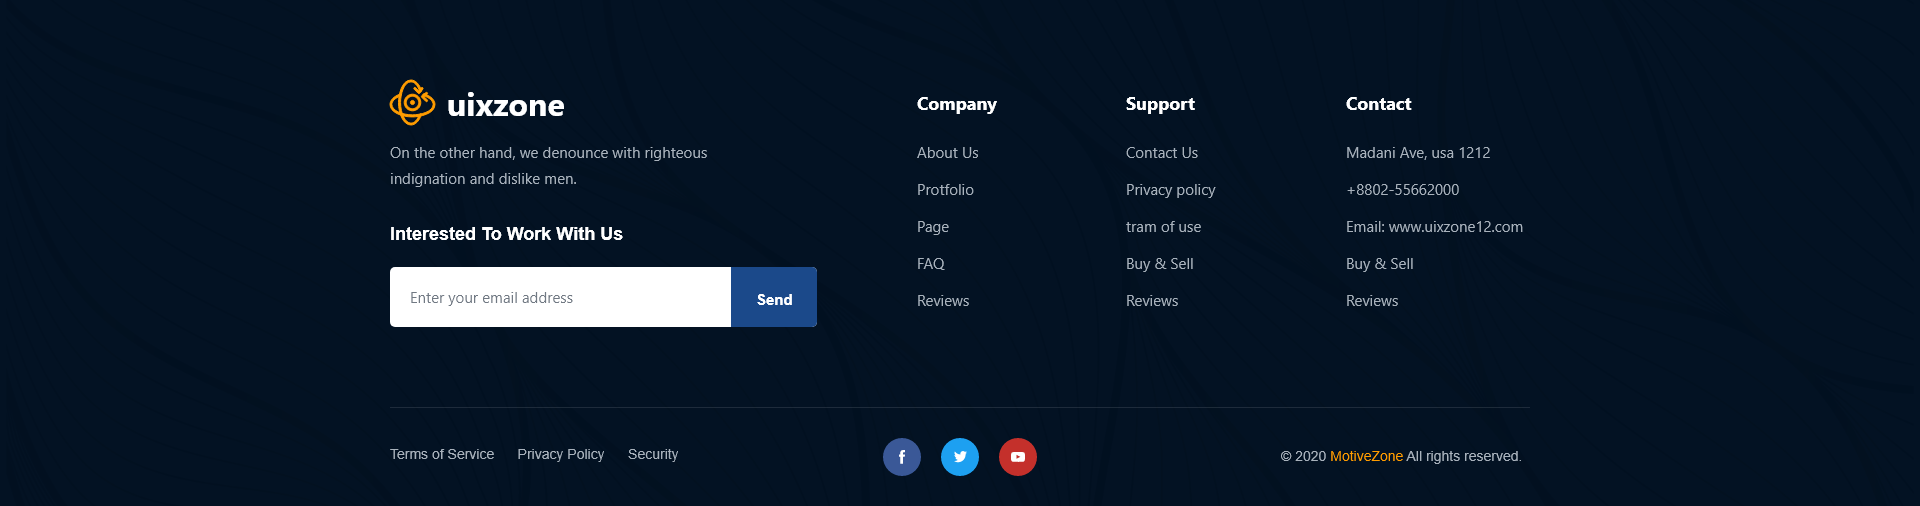 uixzone
On the other hand, we denounce with righteous
indignation and dislike men.
Interested To Work With Us
Enter your email address
Send
Company
About Us
Protfolio
Page
FAQ
Reviews
Support
Contact Us
Privacy policy
tram of use
Buy & Sell
Reviews
Contact
Madani Ave, usa 1212
+8802-55662000
Email: www.uixzone12.com
Buy & Sell
Reviews
Terms of Service Privacy Policy Security
© 2020 MotiveZone All rights reserved.